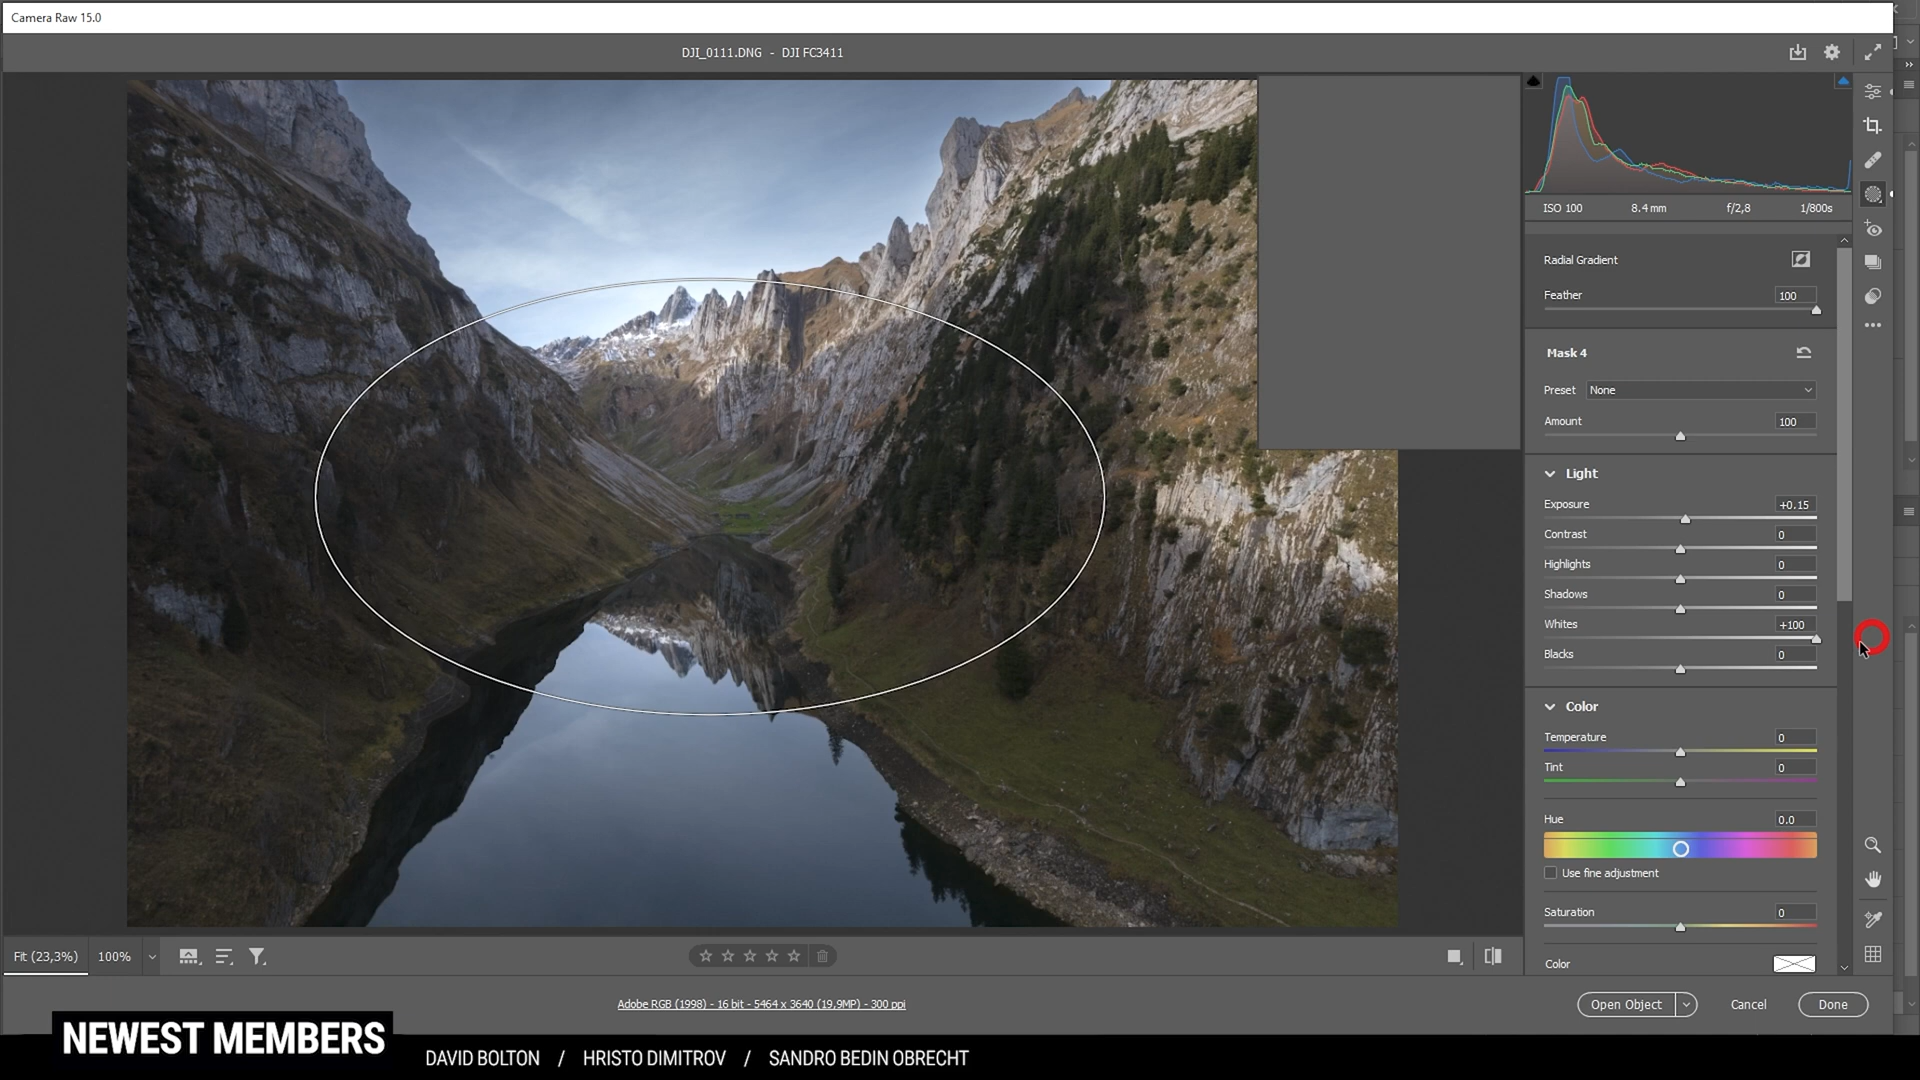 Camera Raw 15.0
DJI_0111.DNG - DJI FC3411
ISO 100 8.4 mm f/2,8 1/800s
Radial Gradient
Feather 100
Mask 4
Preset None
Amount 100
Light
Exposure +0.15
Contrast 0
Highlights 0
Shadows 0
Whites +100
Blacks 0
Color
Temperature 0
Tint 0
Hue 0.0
Use fine adjustment
Saturation 0
Color
Fit (23,3%) 100%
Adobe RGB (1998) - 16 bit - 5464 x 3640 (19,9MP) - 300 ppi
Open Object Cancel Done
NEWEST MEMBERS
DAVID BOLTON / HRISTO DIMITROV / SANDRO BEDIN OBRECHT